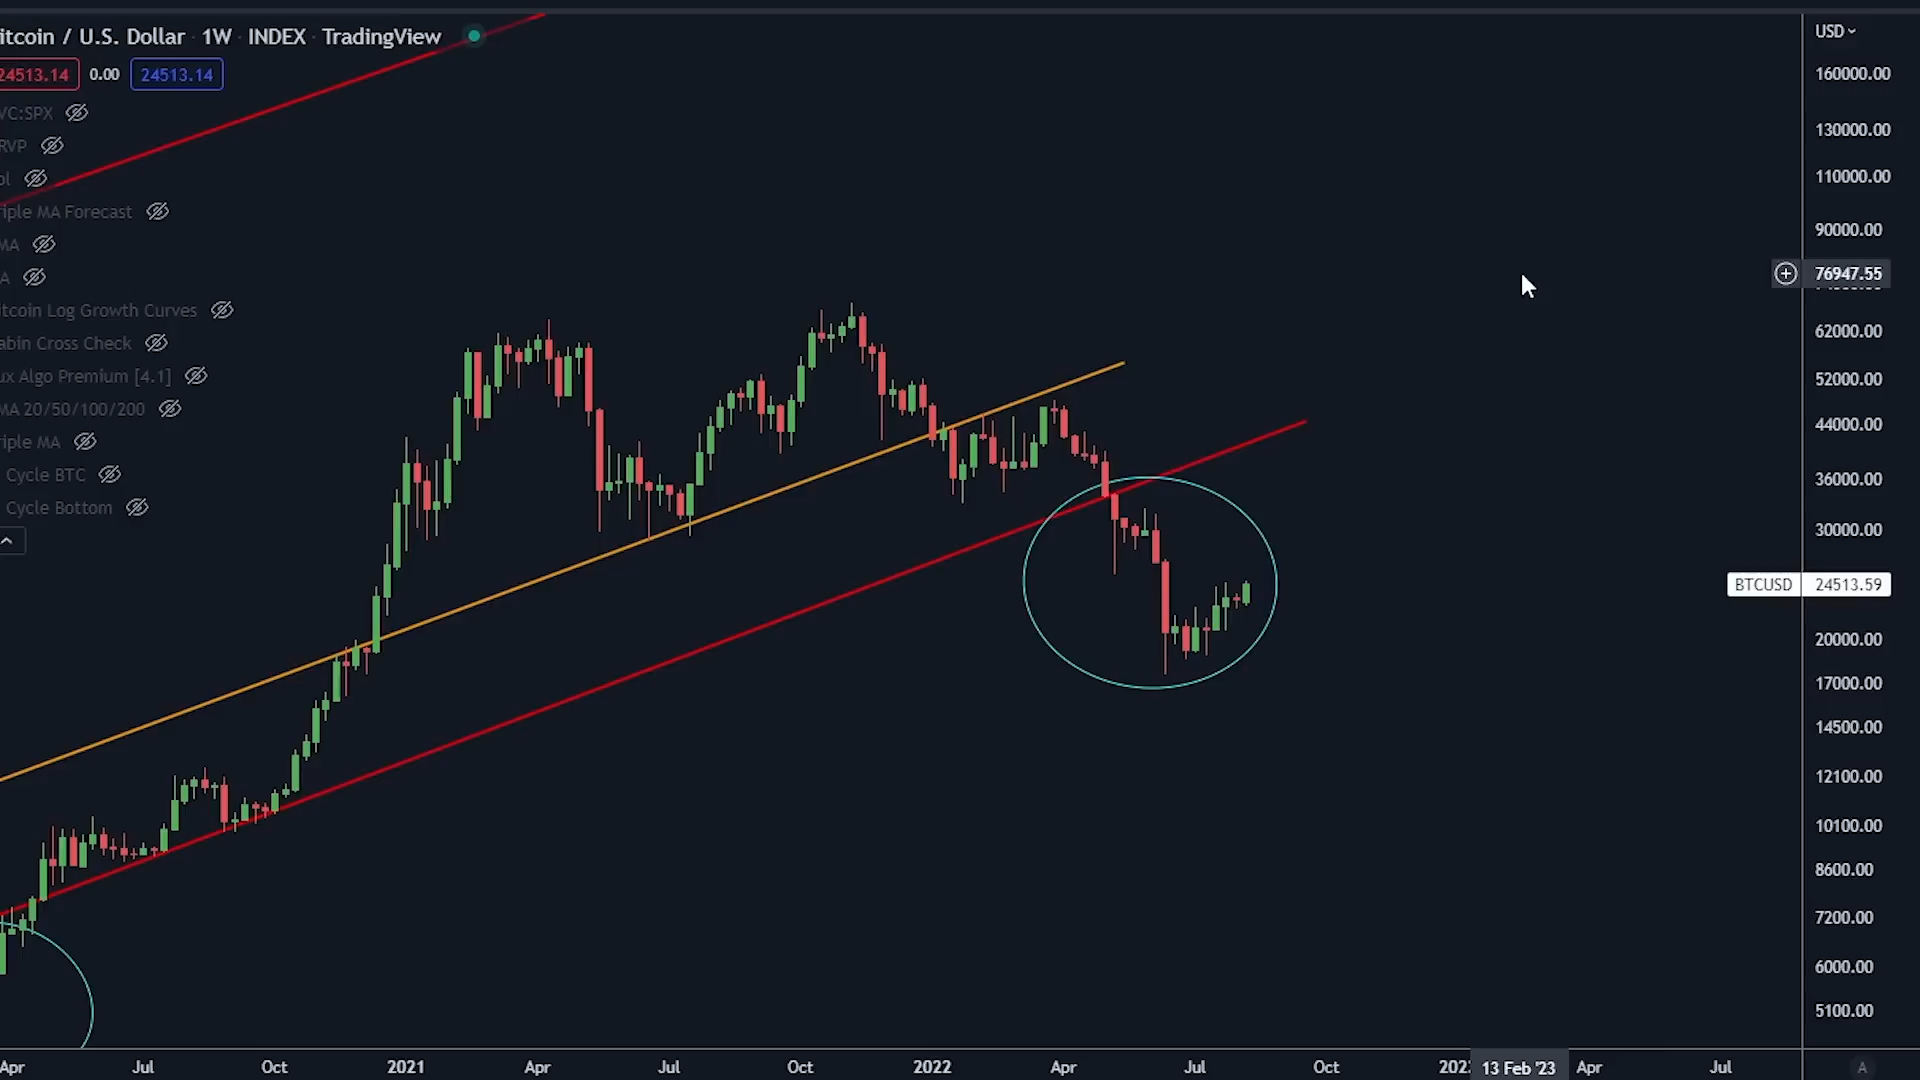 itcoin / U.S. Dollar · 1W · INDEX · TradingView
24513.14 0.00 24513.14
VC:SPX
RVP
ol
iple MA Forecast
MA
A
itcoin Log Growth Curves
abin Cross Check
ux Algo Premium [4.1]
MA 20/50/100/200
riple MA
Cycle BTC
Cycle Bottom
USD
160000.00
130000.00
110000.00
90000.00
76947.55
62000.00
52000.00
44000.00
36000.00
30000.00
BTCUSD 24513.59
20000.00
17000.00
14500.00
12100.00
10100.00
8600.00
7200.00
6000.00
5100.00
Apr Jul Oct 2021 Apr Jul Oct 2022 Apr Jul Oct 202 13 Feb '23 Apr Jul A